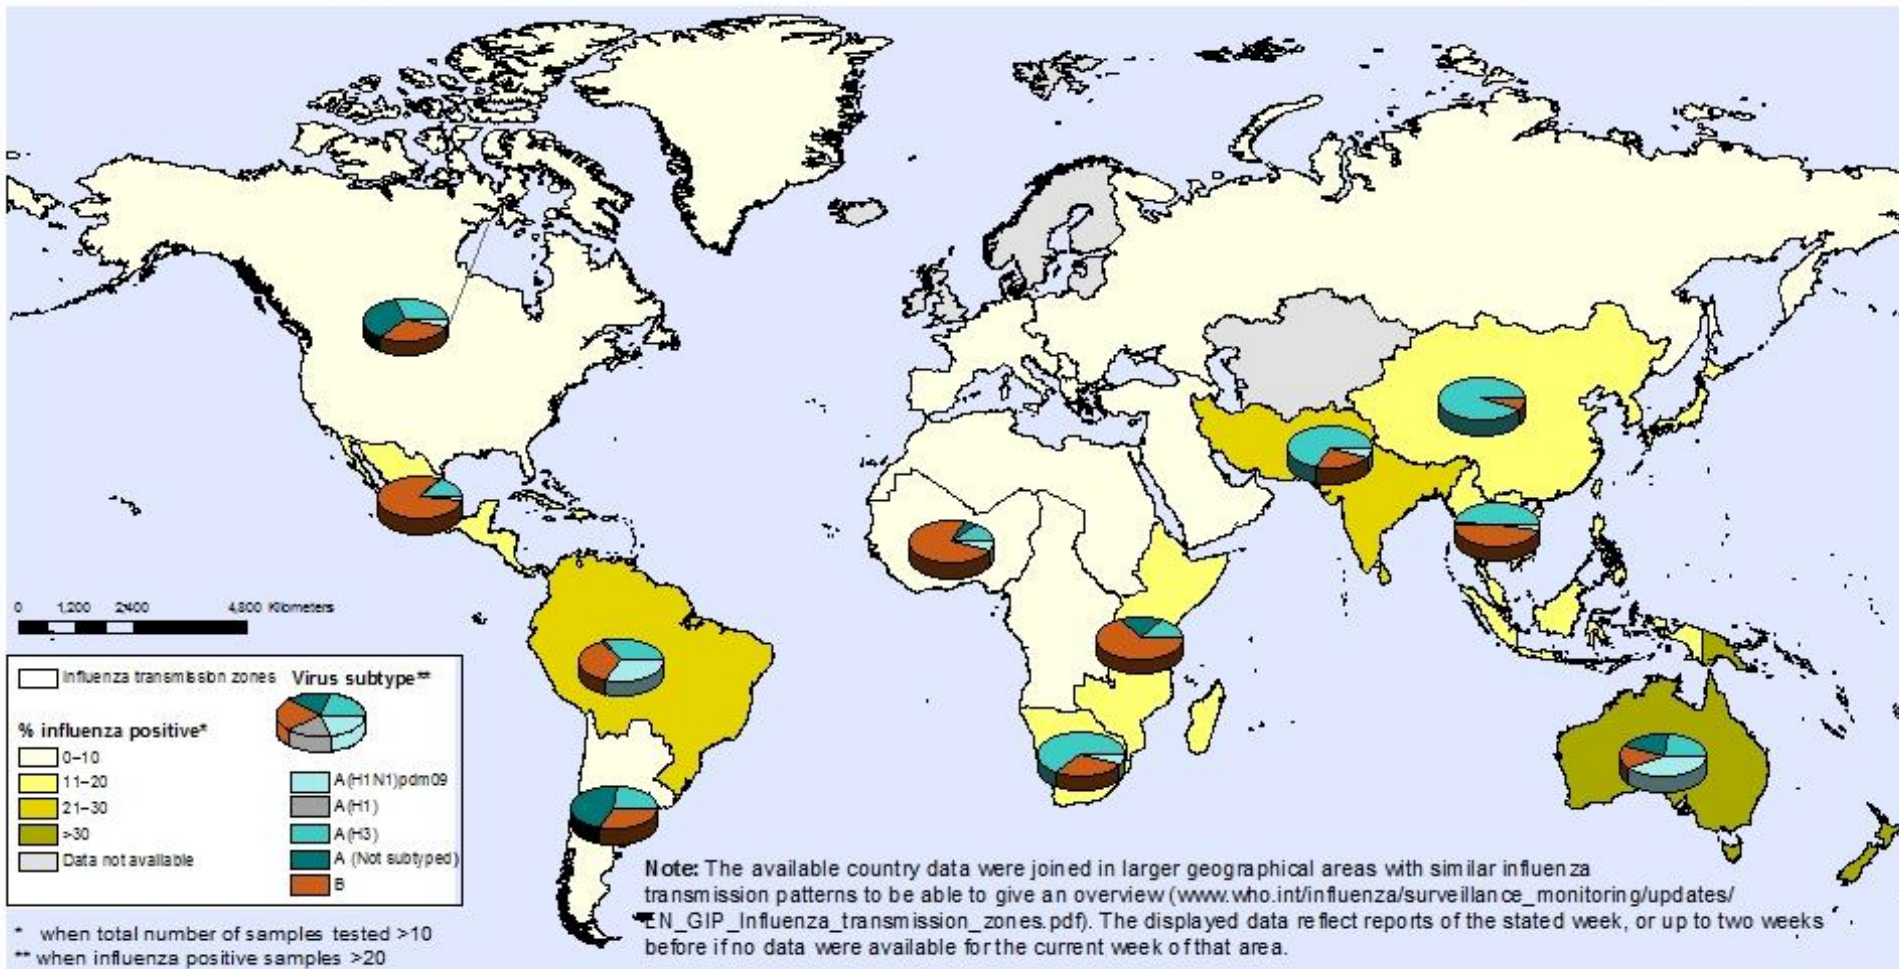 0 1,200 2,400 4,800 Kilometers
Influenza transmission zones
Virus subtype**
% influenza positive*
0–10
11–20
21–30
>30
Data not available
A(H1N1)pdm09
A(H1)
A(H3)
A (Not subtyped)
B
* when total number of samples tested >10
** when influenza positive samples >20
Note: The available country data were joined in larger geographical areas with similar influenza
transmission patterns to be able to give an overview (www.who.int/influenza/surveillance_monitoring/updates/
EN_GIP_Influenza_transmission_zones.pdf). The displayed data reflect reports of the stated week, or up to two weeks
before if no data were available for the current week of that area.